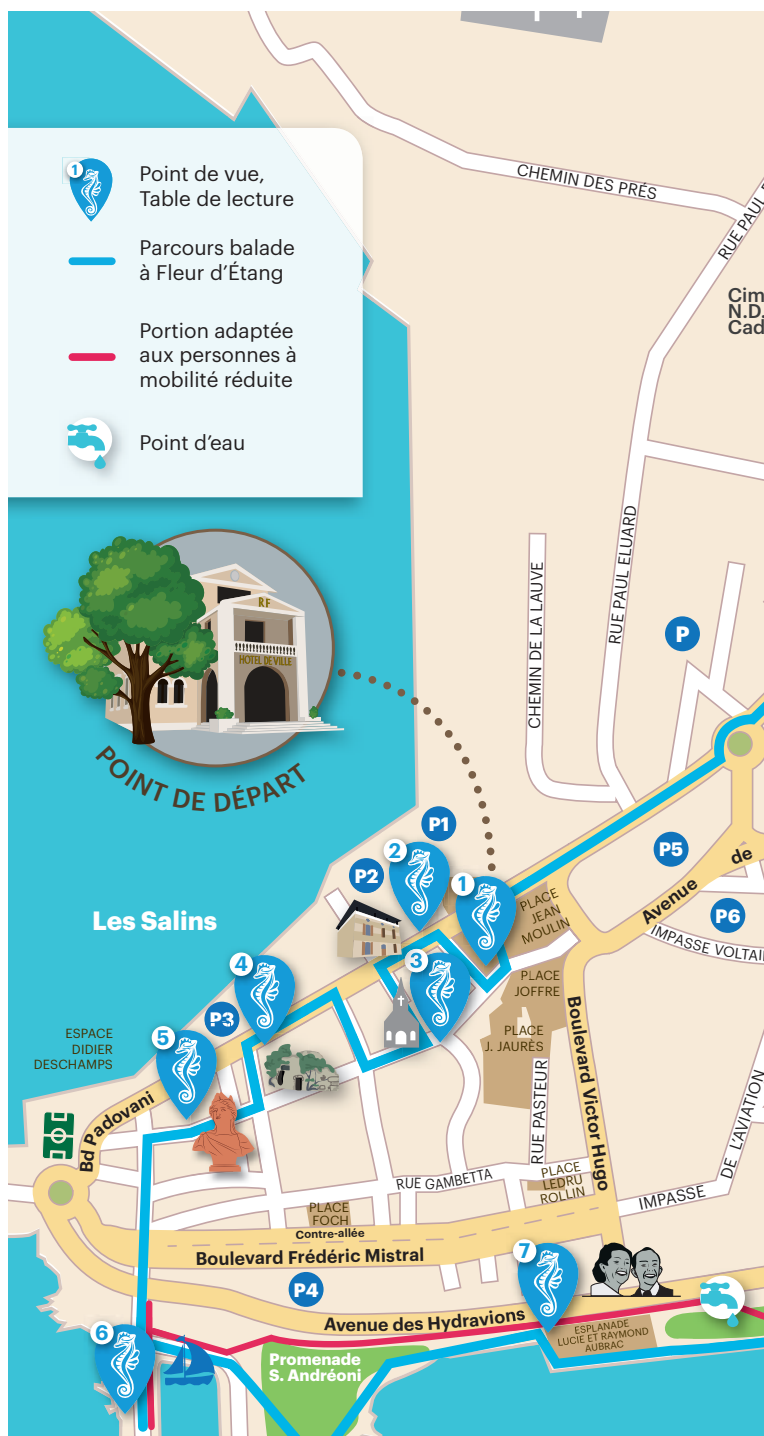 1
Point de vue,
Table de lecture
Parcours balade
à Fleur d'Étang
Portion adaptée
aux personnes à
mobilité réduite
Point d'eau
CHEMIN DES PRÉS
RUE PAUL
Cim
N.D.
Cad
RF
HOTEL DE VILLE
POINT DE DÉPART
CHEMIN DE LA LAUVE
RUE PAUL ELUARD
P
P1
2
P2
1
P5
Avenue de
P6
IMPASSE VOLTAI
PLACE
JEAN
MOULIN
Les Salins
3
4
PLACE
JOFFRE
P3
5
ESPACE
DIDIER
DESCHAMPS
PLACE
J. JAURÈS
Boulevard Victor Hugo
Bd Padovani
RUE PASTEUR
IMPASSE DE L'AVIATION
RUE GAMBETTA
PLACE
LEDRU
ROLLIN
PLACE
FOCH
Contre-allée
Boulevard Frédéric Mistral
7
P4
Avenue des Hydravions
6
ESPLANADE
LUCIE ET RAYMOND
AUBRAC
Promenade
S. Andréoni